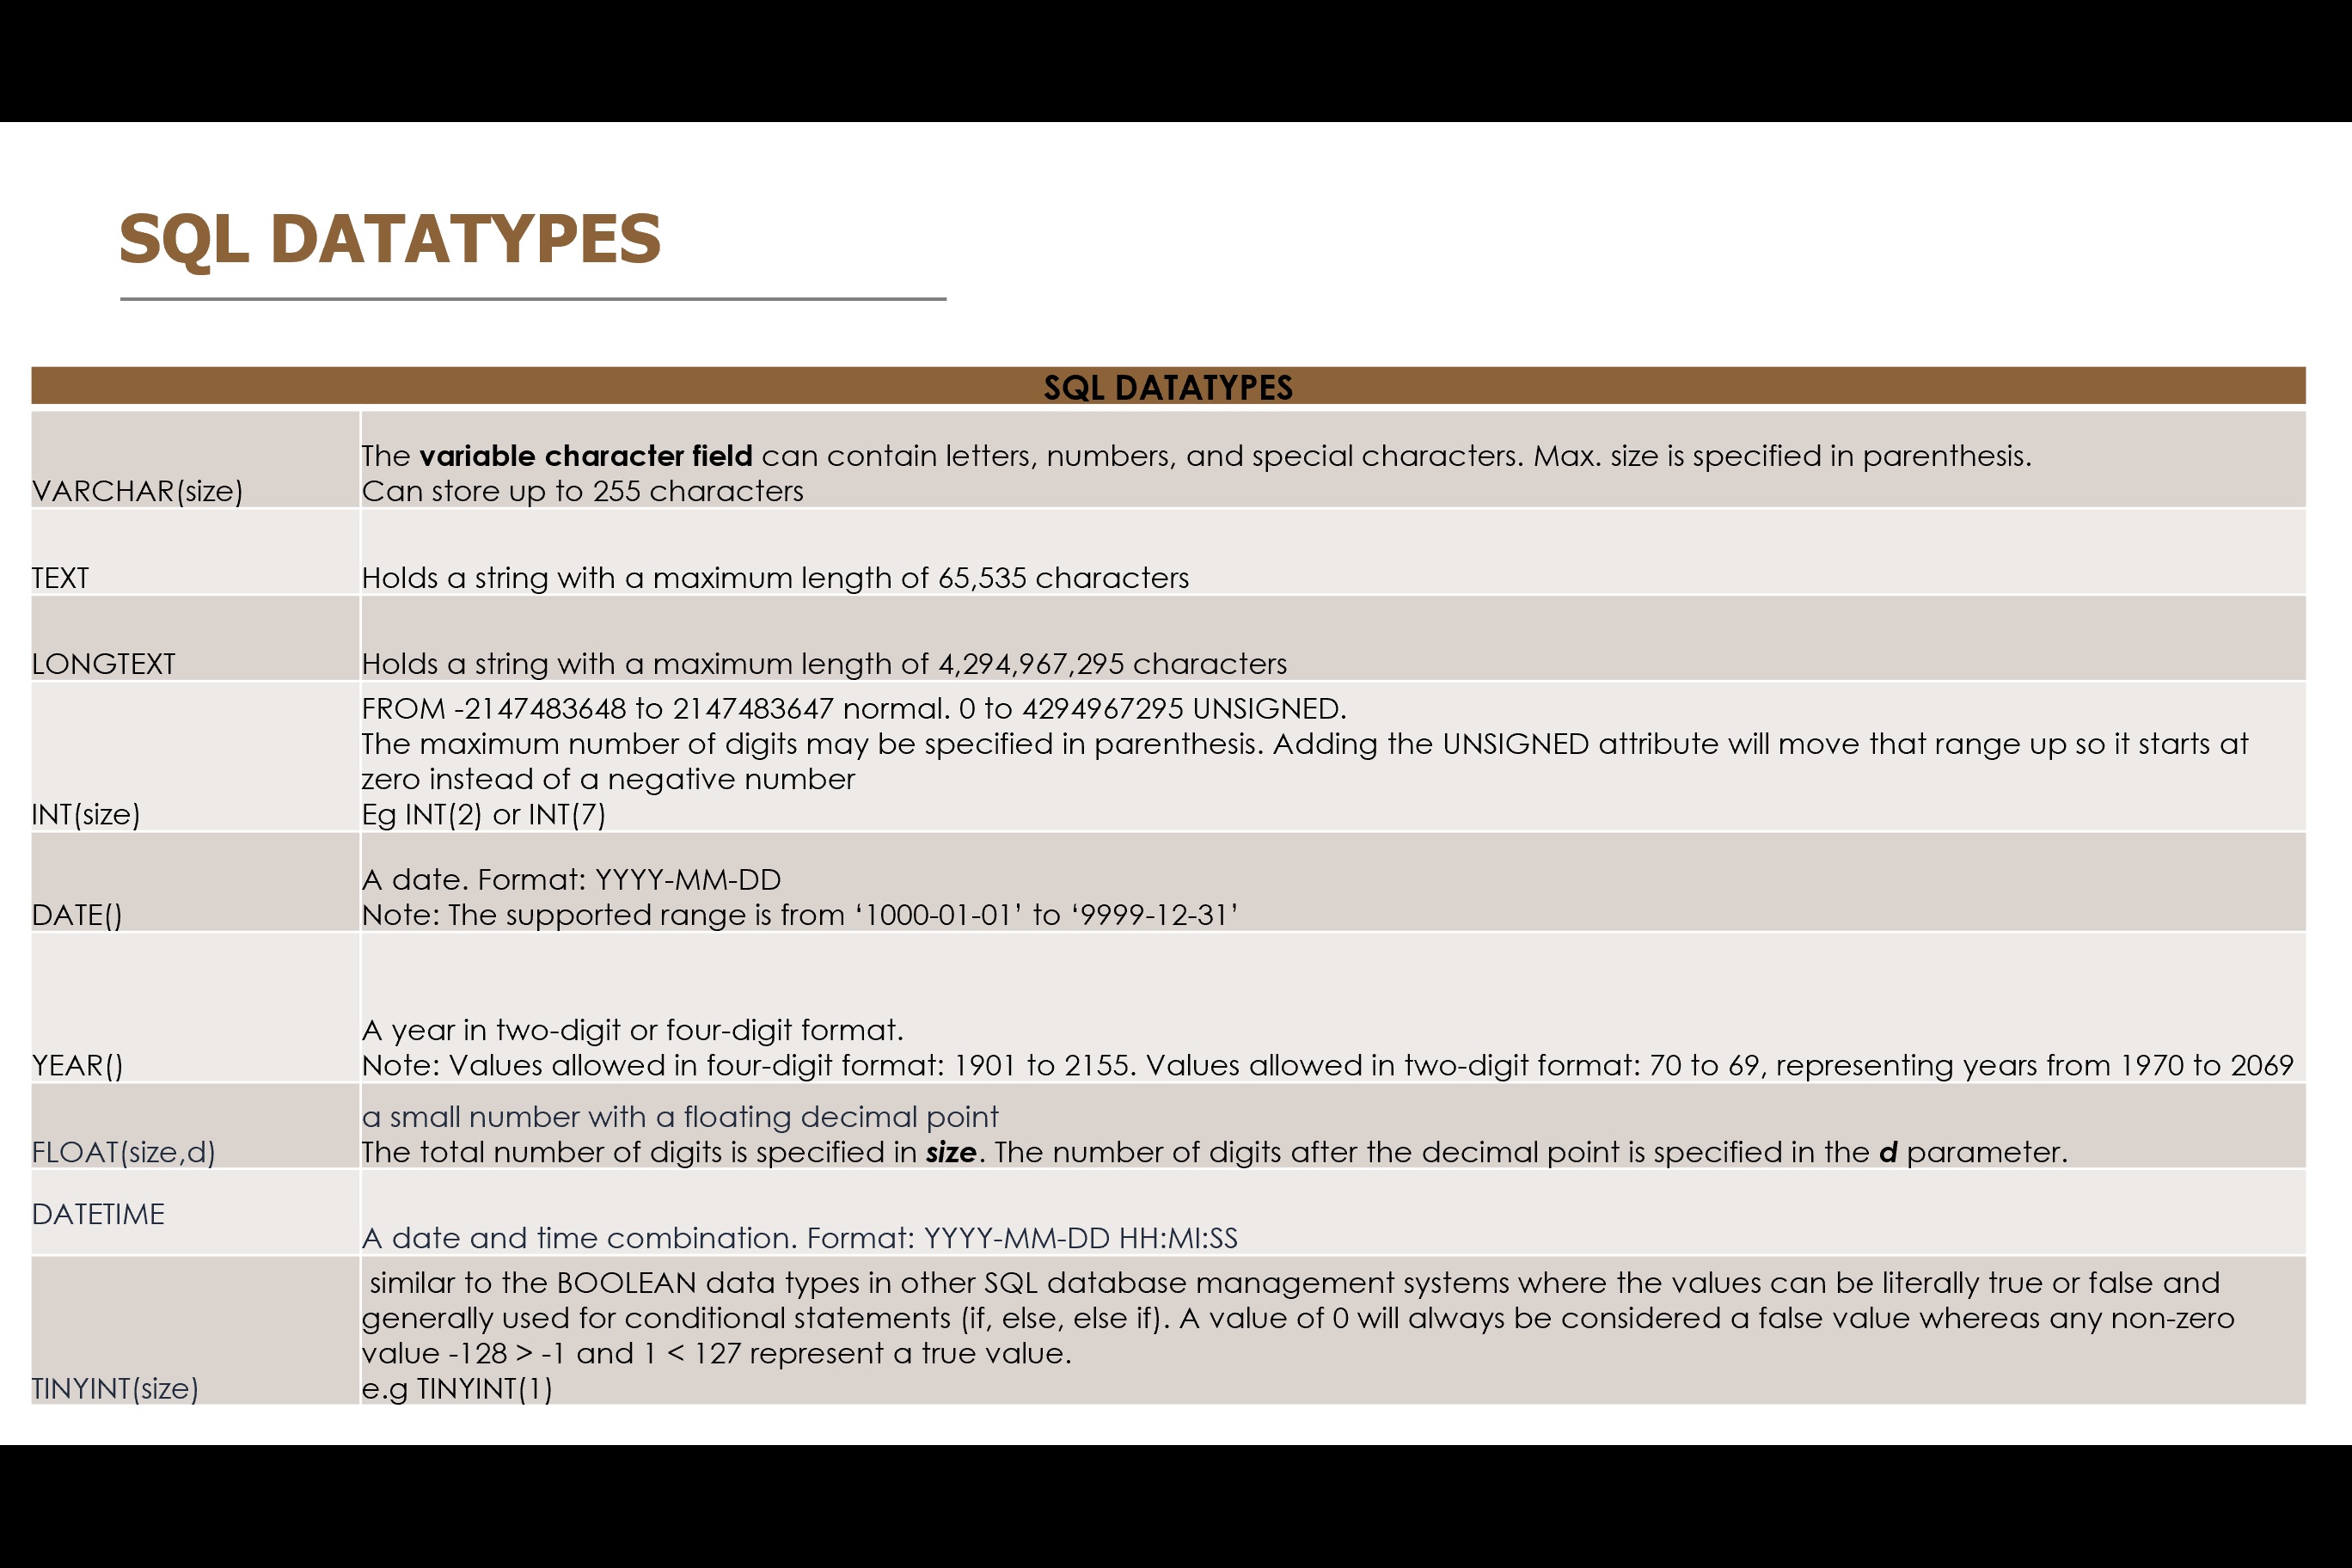 SQL DATATYPES
SQL DATATYPES
VARCHAR(size)
The variable character field can contain letters, numbers, and special characters. Max. size is specified in parenthesis.
Can store up to 255 characters
TEXT
Holds a string with a maximum length of 65,535 characters
LONGTEXT
Holds a string with a maximum length of 4,294,967,295 characters
INT(size)
FROM -2147483648 to 2147483647 normal. 0 to 4294967295 UNSIGNED.
The maximum number of digits may be specified in parenthesis. Adding the UNSIGNED attribute will move that range up so it starts at
zero instead of a negative number
Eg INT(2) or INT(7)
DATE()
A date. Format: YYYY-MM-DD
Note: The supported range is from ‘1000-01-01’ to ‘9999-12-31’
YEAR()
A year in two-digit or four-digit format.
Note: Values allowed in four-digit format: 1901 to 2155. Values allowed in two-digit format: 70 to 69, representing years from 1970 to 2069
FLOAT(size,d)
a small number with a floating decimal point
The total number of digits is specified in size. The number of digits after the decimal point is specified in the d parameter.
DATETIME
A date and time combination. Format: YYYY-MM-DD HH:MI:SS
TINYINT(size)
similar to the BOOLEAN data types in other SQL database management systems where the values can be literally true or false and
generally used for conditional statements (if, else, else if). A value of 0 will always be considered a false value whereas any non-zero
value -128 > -1 and 1 < 127 represent a true value.
e.g TINYINT(1)